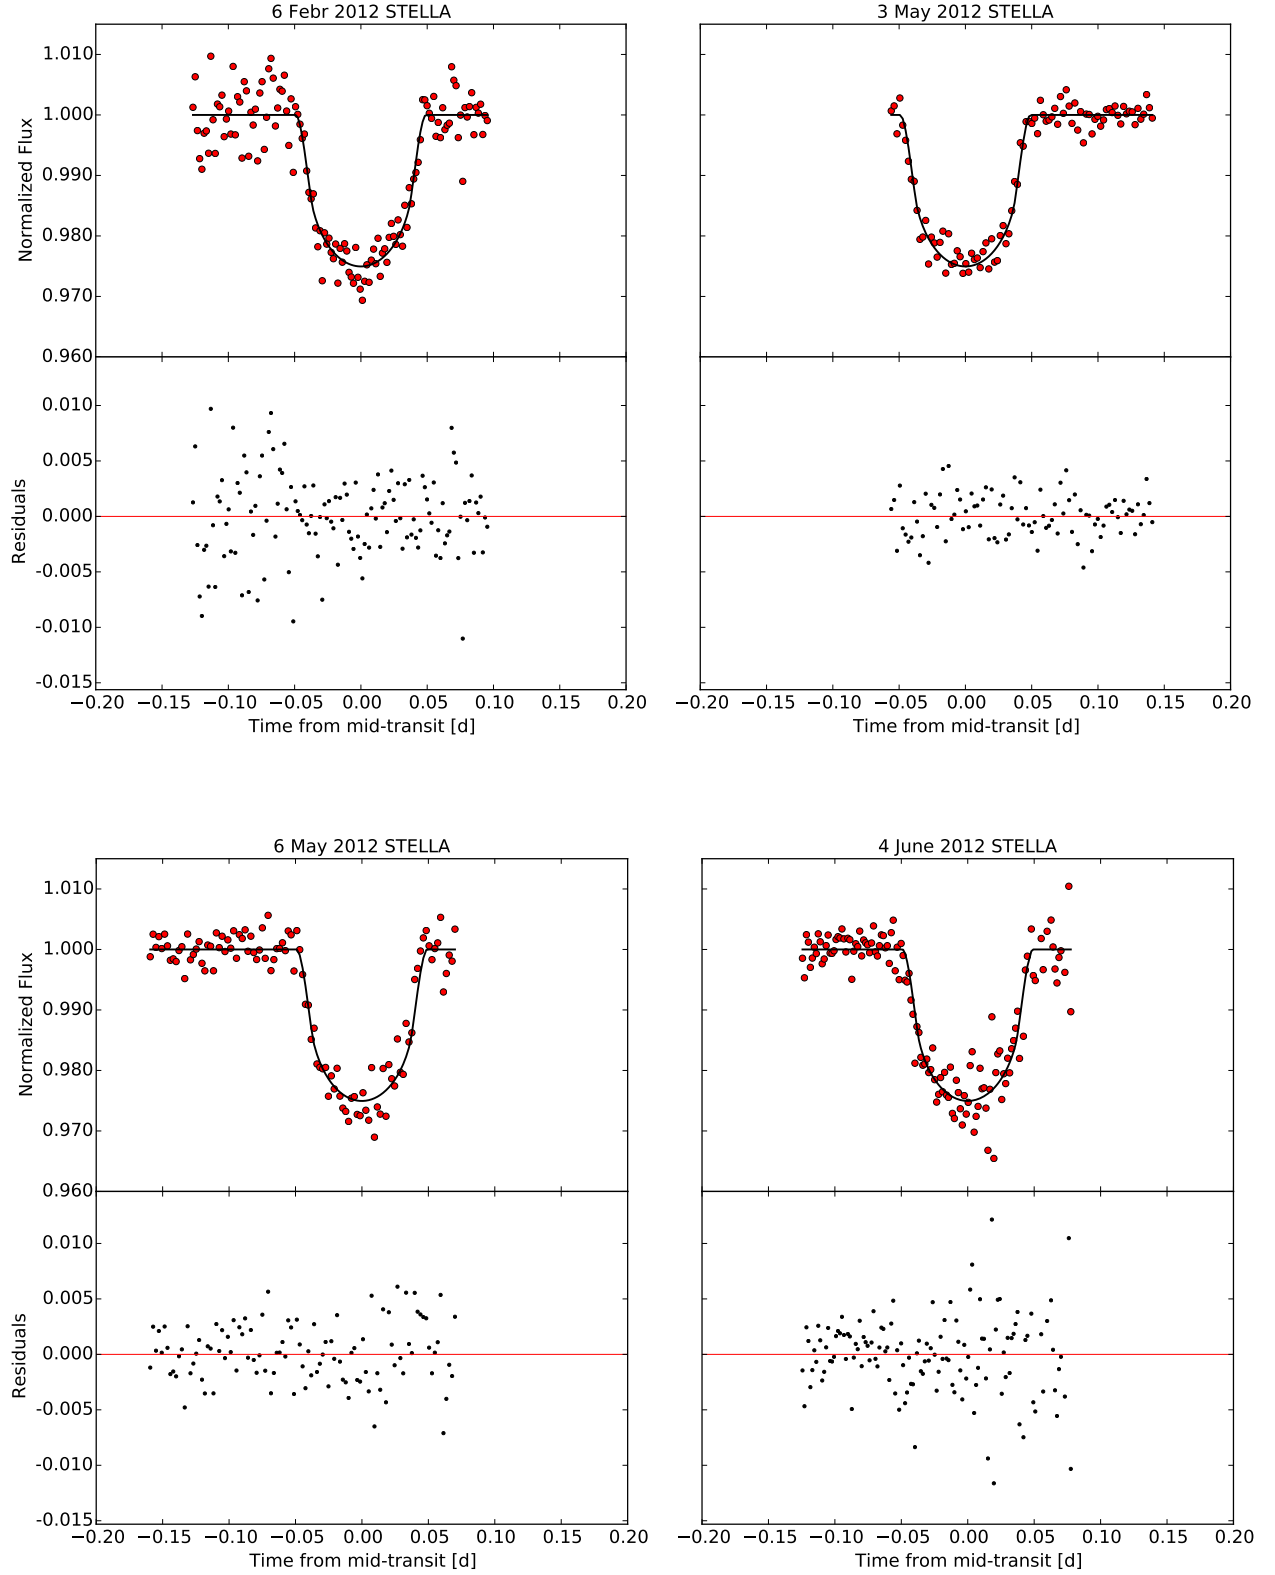 6 Febr 2012 STELLA
3 May 2012 STELLA
1.010
1.000
0.990
0.980
0.970
0.960
Normalized Flux
0.010
0.005
0.000
-0.005
-0.010
-0.015
Residuals
−0.20 −0.15 −0.10 −0.05 0.00 0.05 0.10 0.15 0.20
Time from mid-transit [d]
−0.20 −0.15 −0.10 −0.05 0.00 0.05 0.10 0.15 0.20
Time from mid-transit [d]
6 May 2012 STELLA
4 June 2012 STELLA
1.010
1.000
0.990
0.980
0.970
0.960
Normalized Flux
0.010
0.005
0.000
-0.005
-0.010
-0.015
Residuals
−0.20 −0.15 −0.10 −0.05 0.00 0.05 0.10 0.15 0.20
Time from mid-transit [d]
−0.20 −0.15 −0.10 −0.05 0.00 0.05 0.10 0.15 0.20
Time from mid-transit [d]